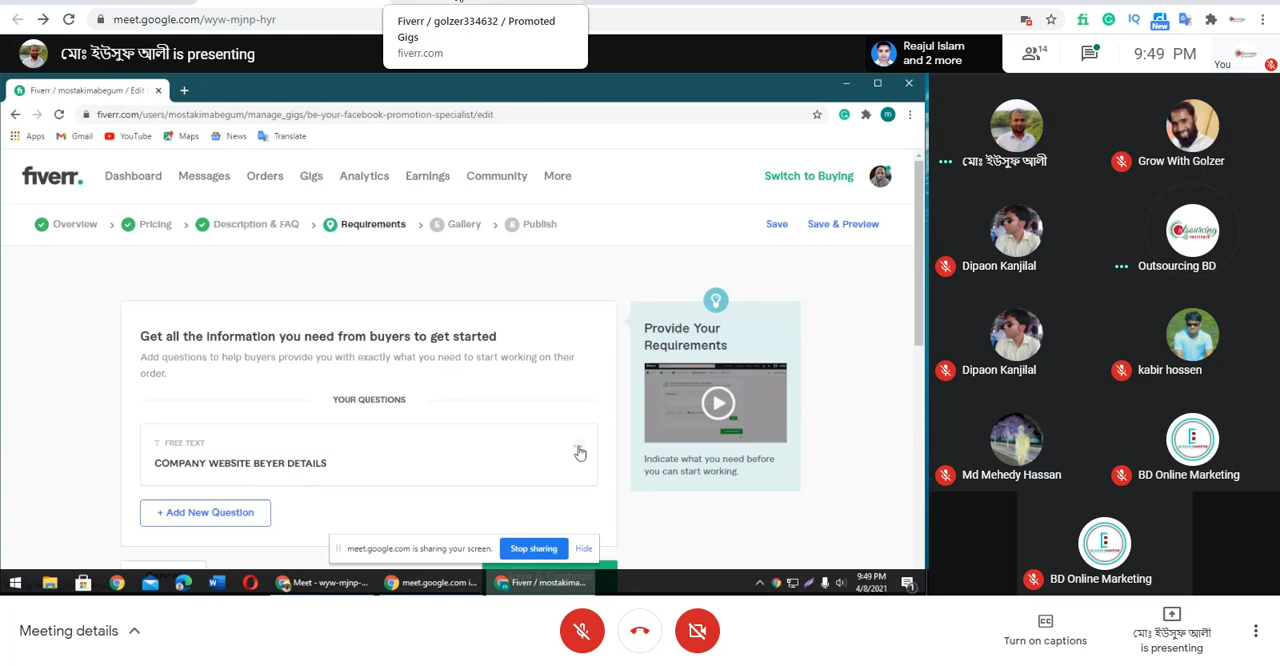 meet.google.com/wyw-mjnp-hyr
Fiverr / golzer334632 / Promoted
Gigs
fiverr.com
New
মোঃ ইউসুফ আলী is presenting
Reajul Islam
and 2 more
14
9:49 PM
You
Fiverr / mostakimabegum / Edit
fiverr.com/users/mostakimabegum/manage_gigs/be-your-facebook-promotion-specialist/edit
m
Apps
Gmail
YouTube
Maps
News
Translate
fiverr.
Dashboard
Messages
Orders
Gigs
Analytics
Earnings
Community
More
Switch to Buying
Overview
Pricing
Description & FAQ
Requirements
5 Gallery
6 Publish
Save
Save & Preview
Get all the information you need from buyers to get started
Add questions to help buyers provide you with exactly what you need to start working on their
order.
YOUR QUESTIONS
T FREE TEXT
COMPANY WEBSITE BEYER DETAILS
+ Add New Question
Provide Your
Requirements
Indicate what you need before
you can start working.
meet.google.com is sharing your screen.
Stop sharing
Hide
Meet - wyw-mjnp-...
meet.google.com i...
Fiverr / mostakima...
9:49 PM
4/8/2021
মোঃ ইউসুফ আলী
Grow With Golzer
Dipaon Kanjilal
Outsourcing BD
Dipaon Kanjilal
kabir hossen
Md Mehedy Hassan
BD Online Marketing
BD Online Marketing
Meeting details
Turn on captions
মোঃ ইউসুফ আলী
is presenting